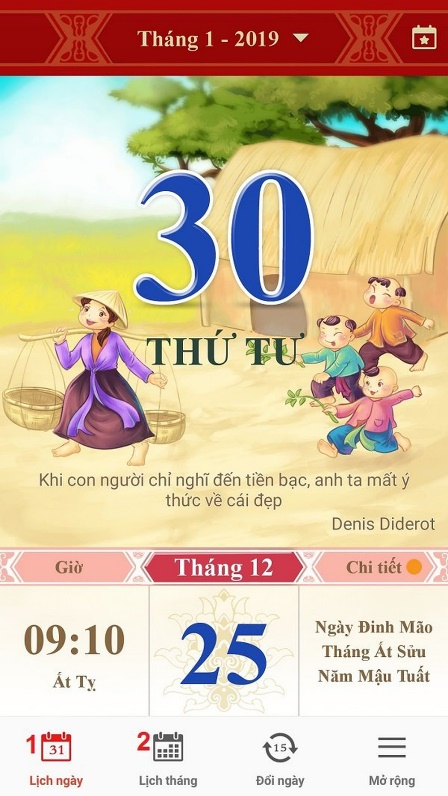 Tháng 1 - 2019
30
THỨ TƯ
Khi con người chỉ nghĩ đến tiền bạc, anh ta mất ý
thức về cái đẹp
Denis Diderot
Giờ
Tháng 12
Chi tiết
09:10
Ất Tỵ
25
Ngày Đinh Mão
Tháng Ất Sửu
Năm Mậu Tuất
1
31
2
15
Lịch ngày
Lịch tháng
Đổi ngày
Mở rộng